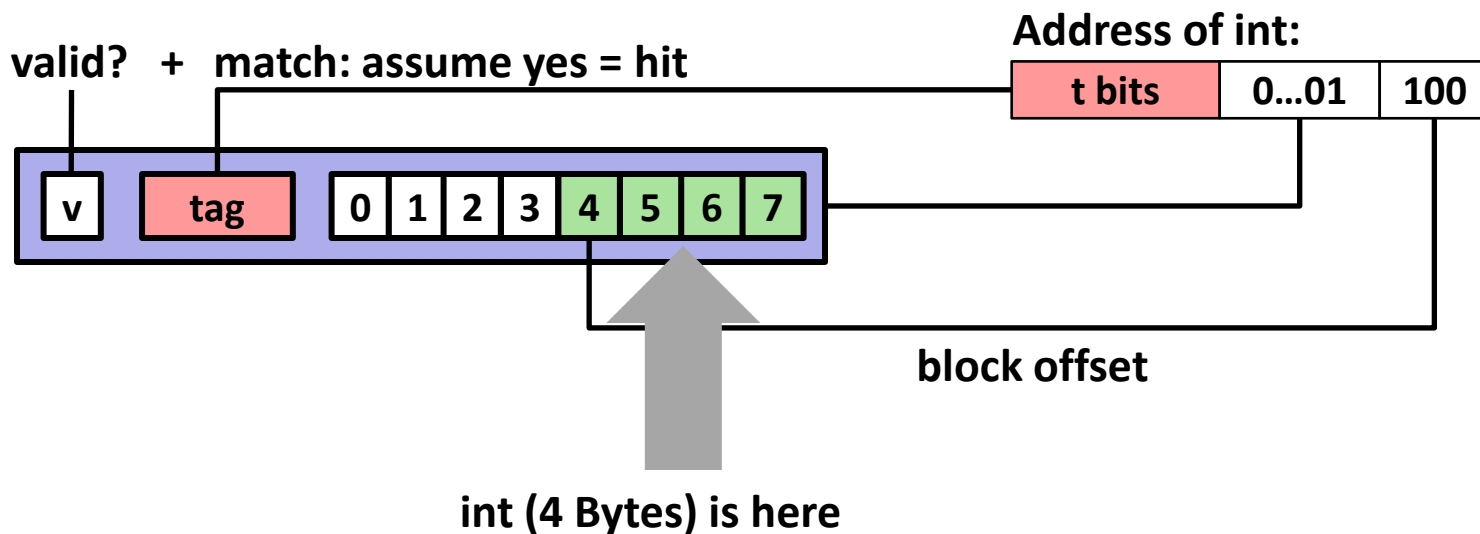 Address of int:
valid? + match: assume yes = hit
t bits 0...01 100
v tag 0 1 2 3 4 5 6 7
block offset
int (4 Bytes) is here